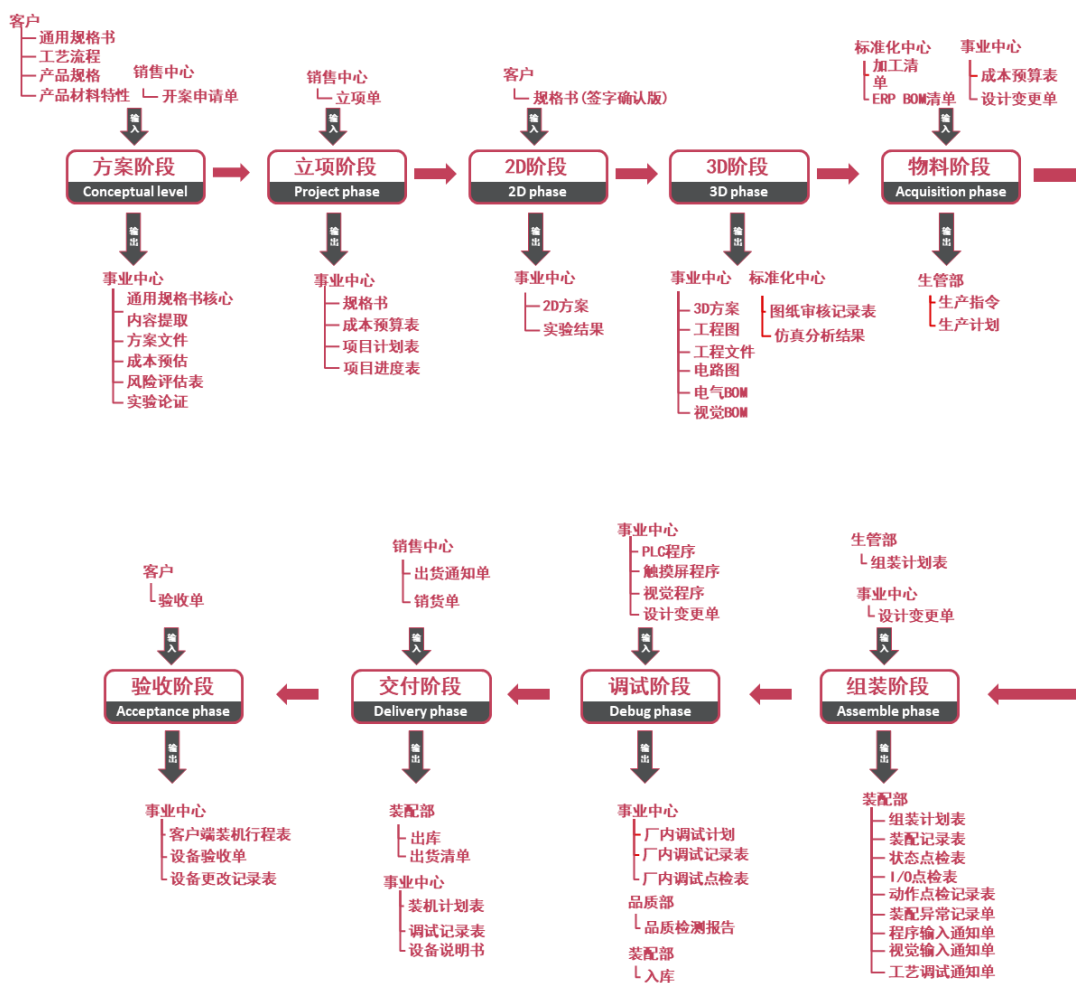 客户
通用规格书
工艺流程
产品规格
产品材料特性
销售中心
开案申请单
输入
方案阶段
Conceptual level
输出
事业中心
通用规格书核心
内容提取
方案文件
成本预估
风险评估表
实验论证
销售中心
立项单
输入
立项阶段
Project phase
输出
事业中心
规格书
成本预算表
项目计划表
项目进度表
客户
规格书(签字确认版)
输入
2D阶段
2D phase
输出
事业中心
2D方案
实验结果
3D阶段
3D phase
输出
事业中心
3D方案
工程图
工程文件
电路图
电气BOM
视觉BOM
标准化中心
图纸审核记录表
仿真分析结果
标准化中心
加工清
单
ERP BOM清单
事业中心
成本预算表
设计变更单
输入
物料阶段
Acquisition phase
输出
生管部
生产指令
生产计划
生管部
组装计划表
事业中心
设计变更单
输入
组装阶段
Assemble phase
输出
装配部
组装计划表
装配记录表
状态点检表
I/O点检表
动作点检记录表
装配异常记录单
程序输入通知单
视觉输入通知单
工艺调试通知单
事业中心
PLC程序
触摸屏程序
视觉程序
设计变更单
输入
调试阶段
Debug phase
输出
事业中心
厂内调试计划
厂内调试记录表
厂内调试点检表
品质部
品质检测报告
装配部
入库
销售中心
出货通知单
销货单
输入
交付阶段
Delivery phase
输出
装配部
出库
出货清单
事业中心
装机计划表
调试记录表
设备说明书
客户
验收单
输入
验收阶段
Acceptance phase
输出
事业中心
客户端装机行程表
设备验收单
设备更改记录表